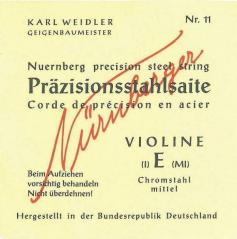 KARL WEIDLER
GEIGENBAUMEISTER
Nr. 11
Nuernberg precision steel string
Präzisionsstahlsaite
Corde de précision en acier
Nürnberger
VIOLINE
(I) E (MI)
Chromstahl
mittel
Beim Aufziehen
vorsichtig behandeln
Nicht überdrehen!
Hergestellt in der Bundesrepublik Deutschland